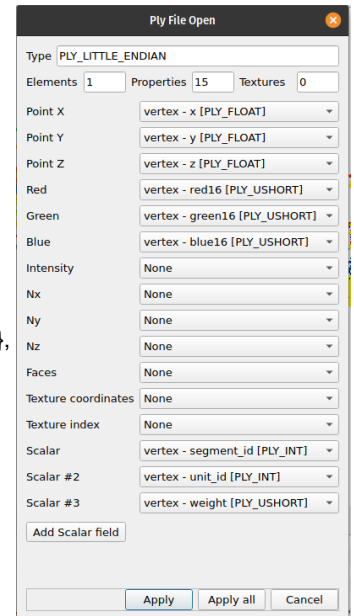 Ply File Open
Type PLY_LITTLE_ENDIAN
Elements 1 Properties 15 Textures 0
Point X vertex - x [PLY_FLOAT]
Point Y vertex - y [PLY_FLOAT]
Point Z vertex - z [PLY_FLOAT]
Red vertex - red16 [PLY_USHORT]
Green vertex - green16 [PLY_USHORT]
Blue vertex - blue16 [PLY_USHORT]
Intensity None
Nx None
Ny None
Nz None
Faces None
Texture coordinates None
Texture index None
Scalar vertex - segment_id [PLY_INT]
Scalar #2 vertex - unit_id [PLY_INT]
Scalar #3 vertex - weight [PLY_USHORT]
Add Scalar field
Apply Apply all Cancel